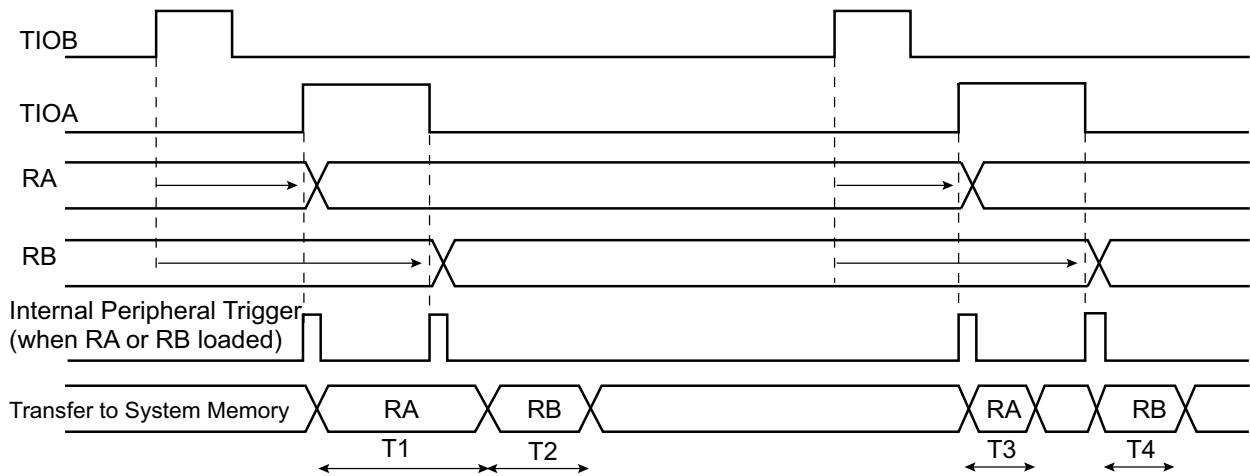 TIOB
TIOA
RA
RB
Internal Peripheral Trigger
(when RA or RB loaded)
Transfer to System Memory
RA
RB
RA
RB
T1
T2
T3
T4